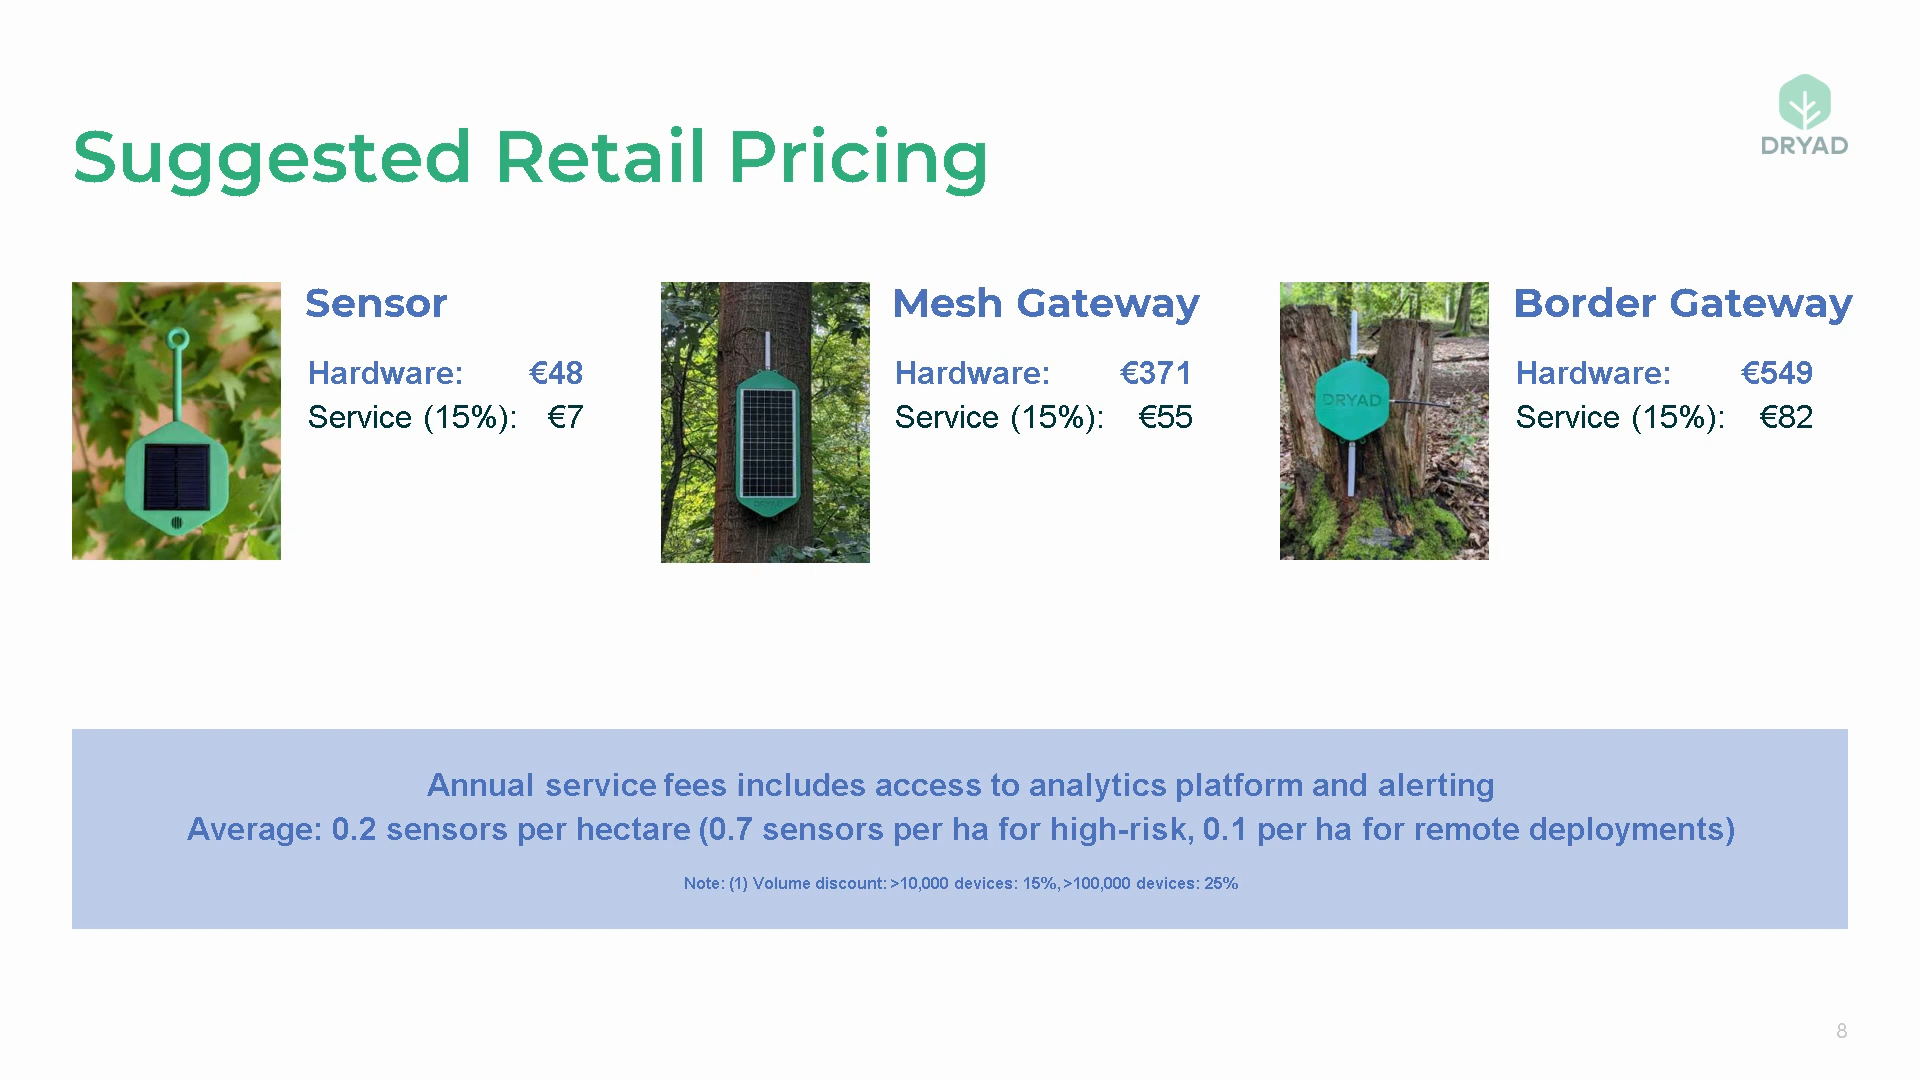 DRYAD
Suggested Retail Pricing
Sensor
Hardware: €48
Service (15%): €7
Mesh Gateway
Hardware: €371
Service (15%): €55
DRYAD
Border Gateway
Hardware: €549
Service (15%): €82
DRYAD
Annual service fees includes access to analytics platform and alerting
Average: 0.2 sensors per hectare (0.7 sensors per ha for high-risk, 0.1 per ha for remote deployments)
Note: (1) Volume discount: >10,000 devices: 15%, >100,000 devices: 25%
8